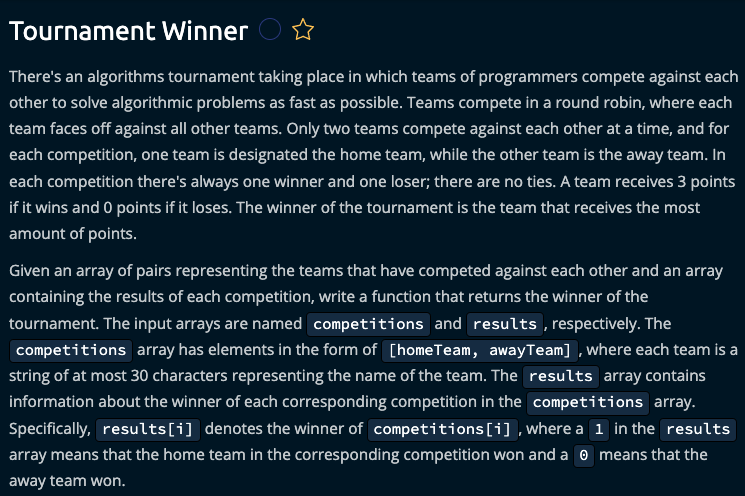 Tournament Winner
There's an algorithms tournament taking place in which teams of programmers compete against each
other to solve algorithmic problems as fast as possible. Teams compete in a round robin, where each
team faces off against all other teams. Only two teams compete against each other at a time, and for
each competition, one team is designated the home team, while the other team is the away team. In
each competition there's always one winner and one loser; there are no ties. A team receives 3 points
if it wins and 0 points if it loses. The winner of the tournament is the team that receives the most
amount of points.
Given an array of pairs representing the teams that have competed against each other and an array
containing the results of each competition, write a function that returns the winner of the
tournament. The input arrays are named competitions and results, respectively. The
competitions array has elements in the form of [homeTeam, awayTeam], where each team is a
string of at most 30 characters representing the name of the team. The results array contains
information about the winner of each corresponding competition in the competitions array.
Specifically, results[i] denotes the winner of competitions[i], where a 1 in the results
array means that the home team in the corresponding competition won and a 0 means that the
away team won.